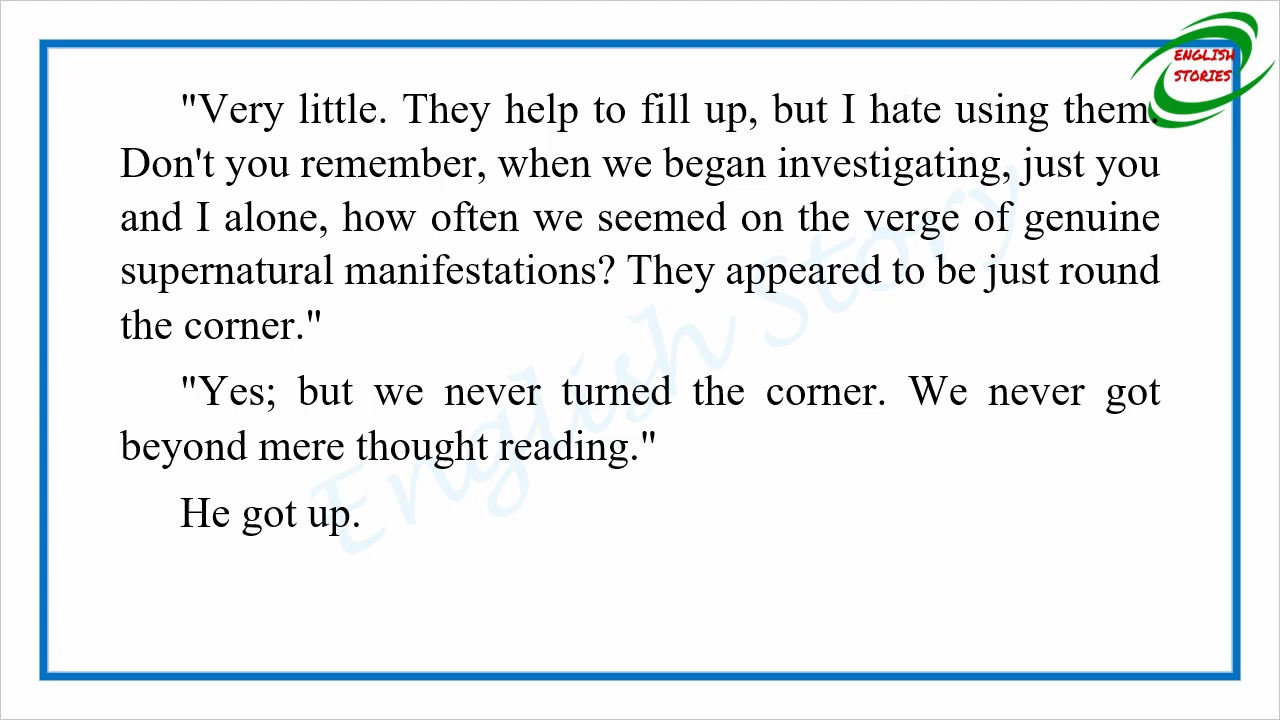 ENGLISH
STORIES
"Very little. They help to fill up, but I hate using them.
Don't you remember, when we began investigating, just you
and I alone, how often we seemed on the verge of genuine
supernatural manifestations? They appeared to be just round
the corner."
"Yes; but we never turned the corner. We never got
beyond mere thought reading."
He got up.
English Story